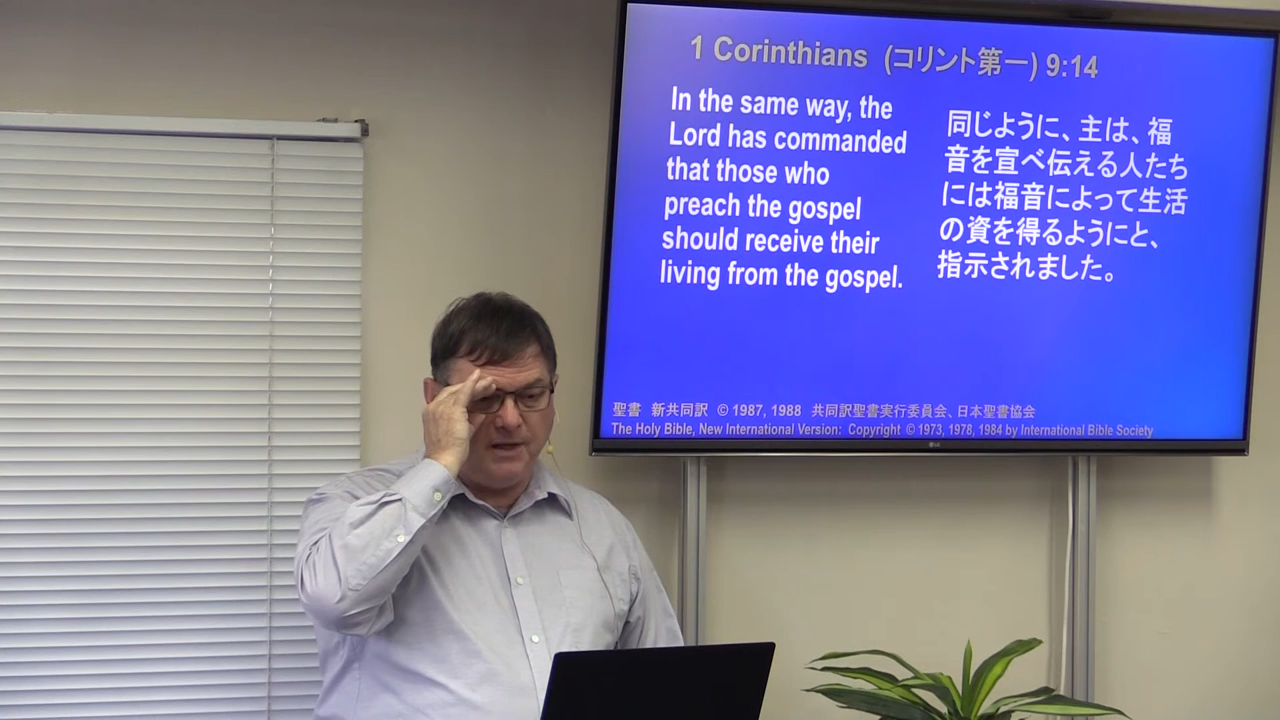 1 Corinthians (コリント第一) 9:14
In the same way, the
Lord has commanded
that those who
preach the gospel
should receive their
living from the gospel.
同じように、主は、福
音を宣べ伝える人たち
には福音によって生活
の資を得るようにと、
指示されました。
聖書 新共同訳 © 1987, 1988 共同訳聖書実行委員会、日本聖書協会
The Holy Bible, New International Version: Copyright © 1973, 1978, 1984 by International Bible Society
LG